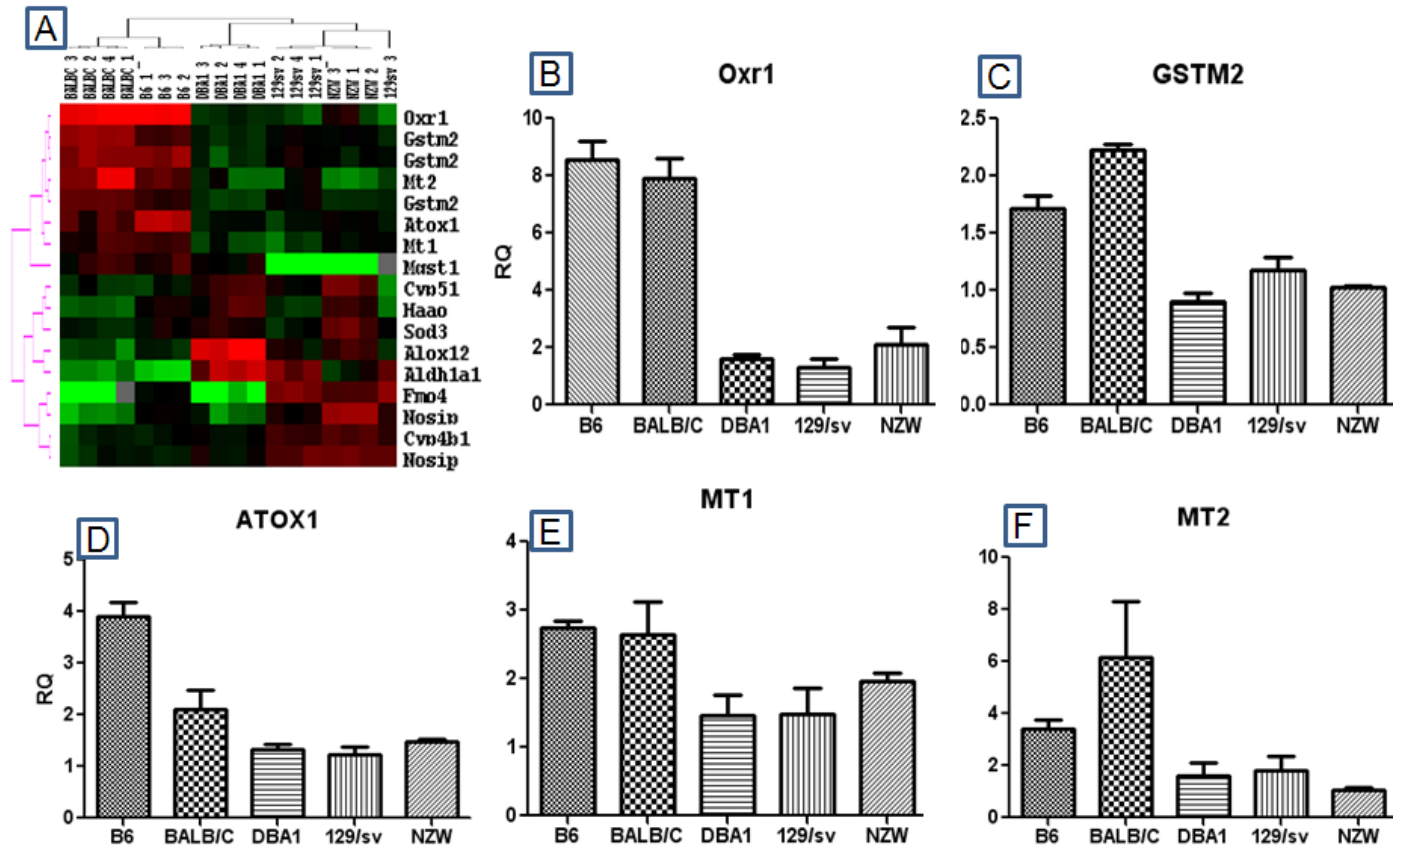 A
BALBC 3
BALBC 2
BALBC 4
BALBC 1
B6 1
B6 3
B6 2
DBA1 3
DBA1 2
DBA1 4
DBA1 1
129sv 2
129sv 4
129sv 1
NZW 3
NZW 1
NZW 2
129sv 3
Oxr1
Gstm2
Gstm2
Mt2
Gstm2
Atox1
Mt1
Mast1
Cyp51
Haao
Sod3
Alox12
Aldh1a1
Fmo4
Nosip
Cyp4b1
Nosip
B
Oxr1
RQ
10
8
6
4
2
0
B6 BALB/C DBA1 129/sv NZW
C
GSTM2
2.5
2.0
1.5
1.0
0.5
0.0
B6 BALB/C DBA1 129/sv NZW
D
ATOX1
RQ
5
4
3
2
1
0
B6 BALB/C DBA1 129/sv NZW
E
MT1
4
3
2
1
0
B6 BALB/C DBA1 129/sv NZW
F
MT2
10
8
6
4
2
0
B6 BALB/C DBA1 129/sv NZW